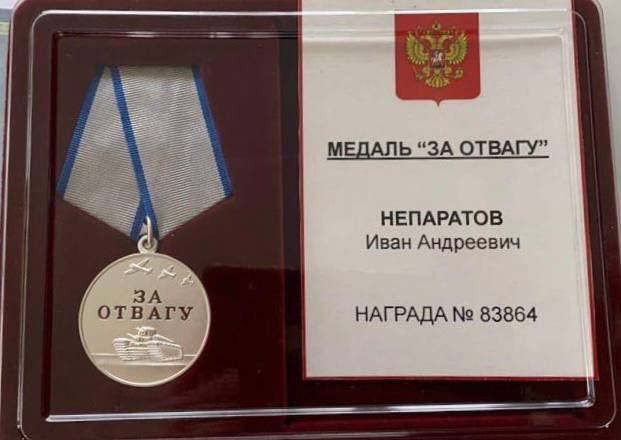 ЗА
ОТВАГУ
МЕДАЛЬ “ЗА ОТВАГУ”
НЕПАРАТОВ
Иван Андреевич
НАГРАДА № 83864